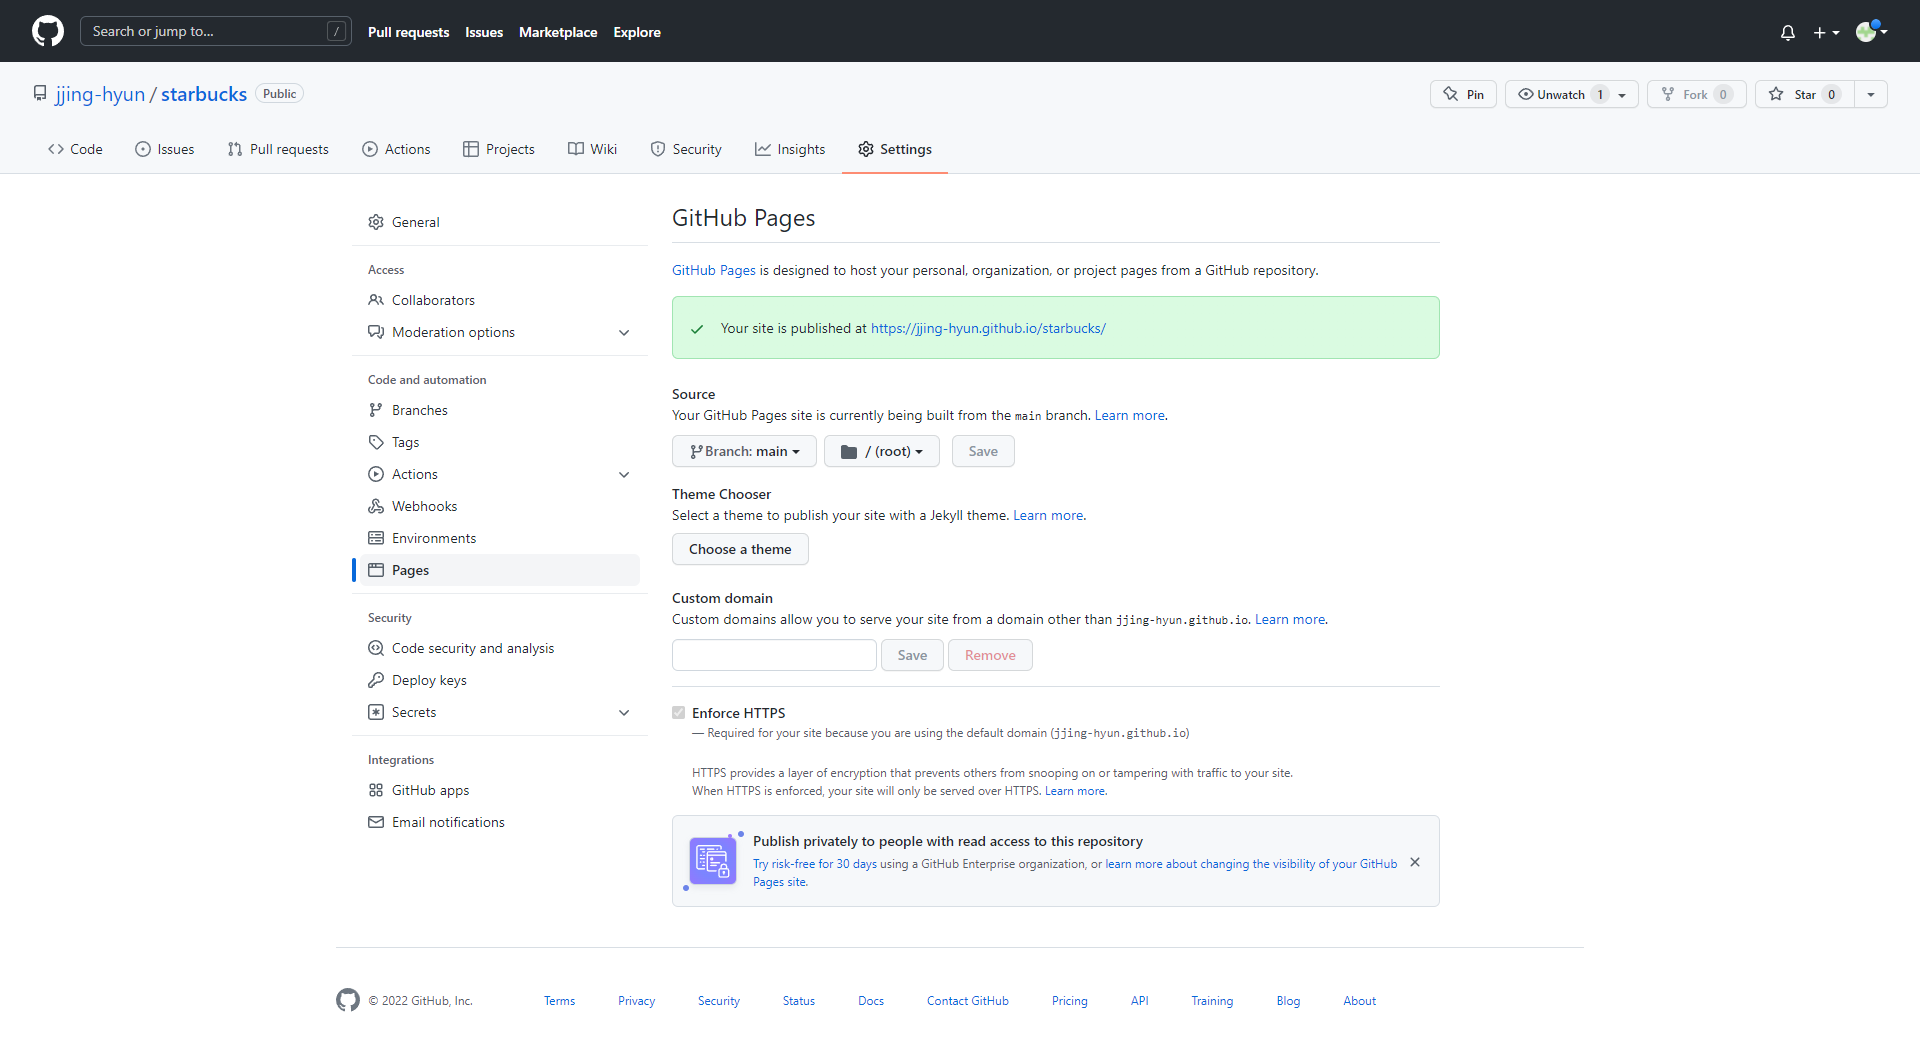 Search or jump to... /
Pull requests Issues Marketplace Explore
jjing-hyun / starbucks Public
Pin Unwatch 1 Fork 0 Star 0
Code Issues Pull requests Actions Projects Wiki Security Insights Settings
General
Access
Collaborators
Moderation options
Code and automation
Branches
Tags
Actions
Webhooks
Environments
Pages
Security
Code security and analysis
Deploy keys
Secrets
Integrations
GitHub apps
Email notifications
GitHub Pages
GitHub Pages is designed to host your personal, organization, or project pages from a GitHub repository.
Your site is published at https://jjing-hyun.github.io/starbucks/
Source
Your GitHub Pages site is currently being built from the main branch. Learn more.
Branch: main / (root) Save
Theme Chooser
Select a theme to publish your site with a Jekyll theme. Learn more.
Choose a theme
Custom domain
Custom domains allow you to serve your site from a domain other than jjing-hyun.github.io. Learn more.
Save Remove
Enforce HTTPS
— Required for your site because you are using the default domain (jjing-hyun.github.io)
HTTPS provides a layer of encryption that prevents others from snooping on or tampering with traffic to your site.
When HTTPS is enforced, your site will only be served over HTTPS. Learn more.
Publish privately to people with read access to this repository
Try risk-free for 30 days using a GitHub Enterprise organization, or learn more about changing the visibility of your GitHub
Pages site.
© 2022 GitHub, Inc. Terms Privacy Security Status Docs Contact GitHub Pricing API Training Blog About